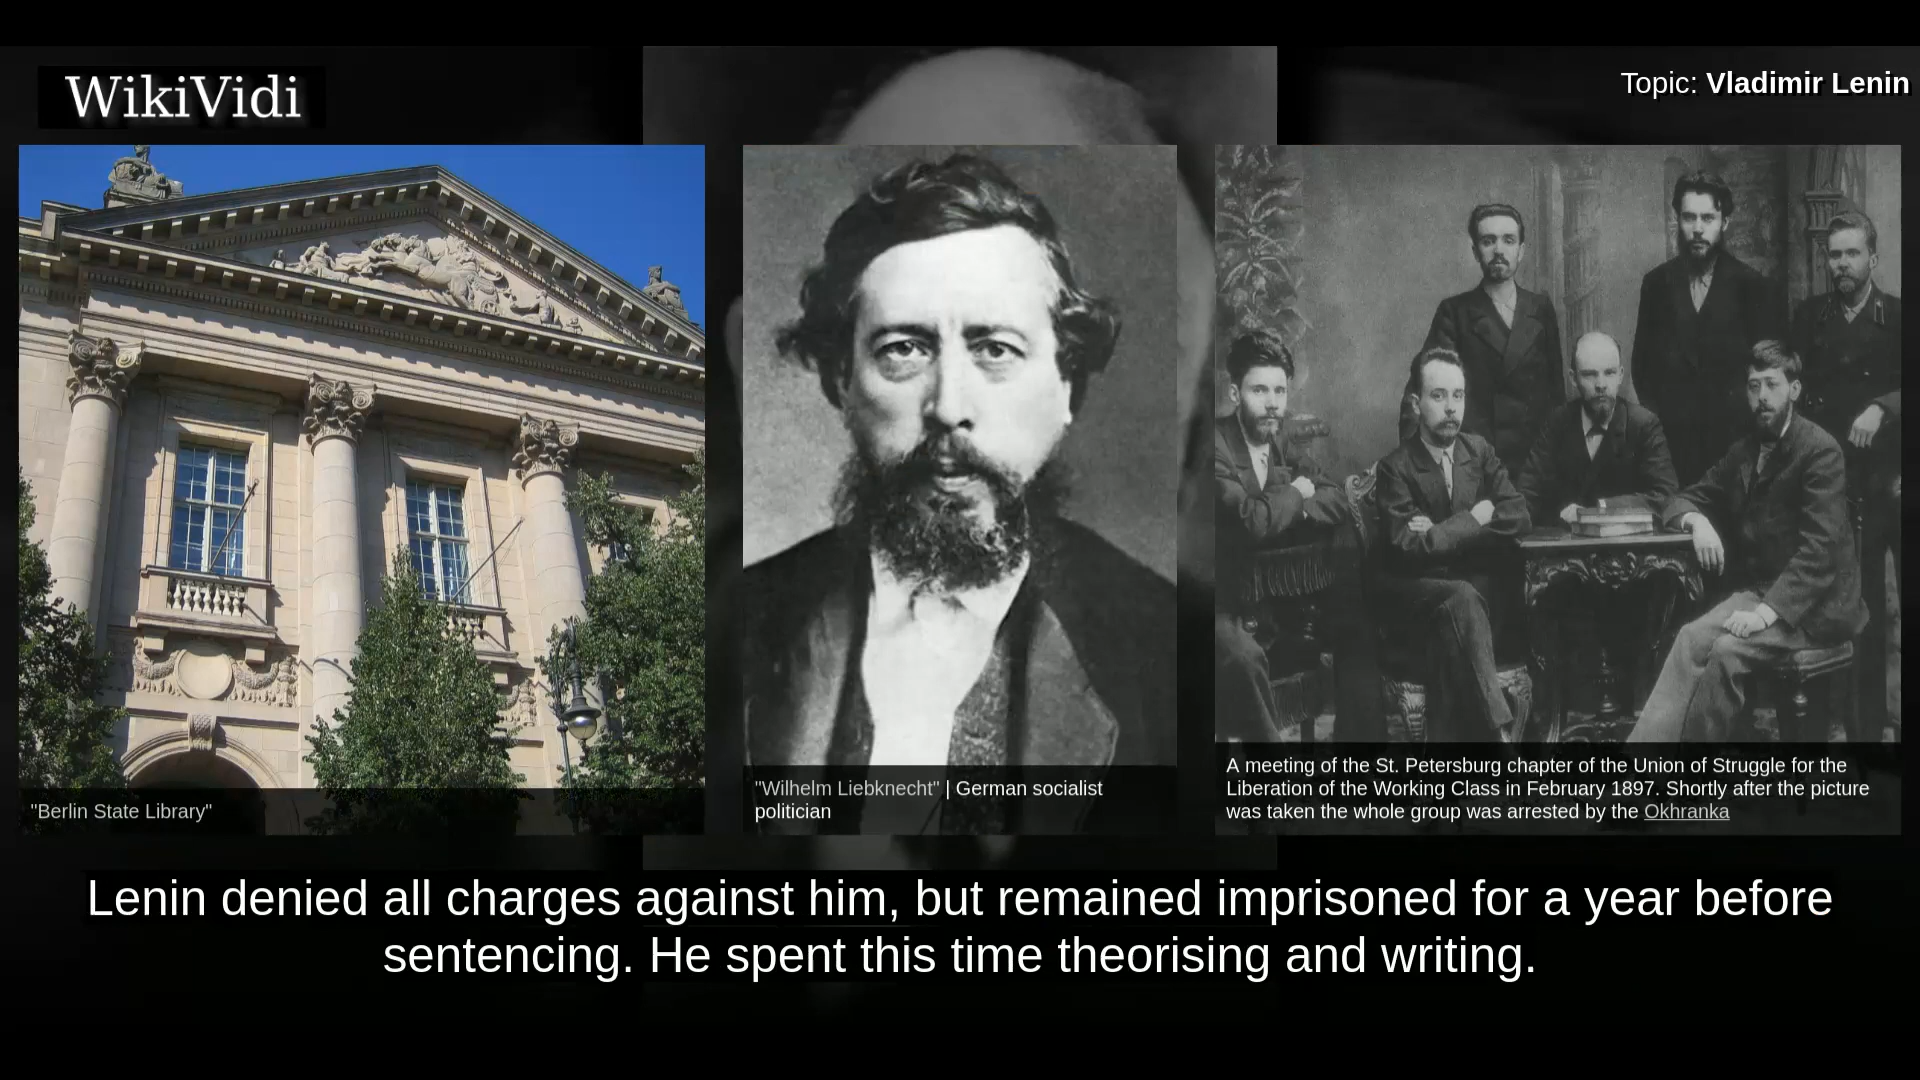 WikiVidi
Topic: Vladimir Lenin
"Berlin State Library"
"Wilhelm Liebknecht" | German socialist
politician
A meeting of the St. Petersburg chapter of the Union of Struggle for the
Liberation of the Working Class in February 1897. Shortly after the picture
was taken the whole group was arrested by the Okhranka
Lenin denied all charges against him, but remained imprisoned for a year before
sentencing. He spent this time theorising and writing.